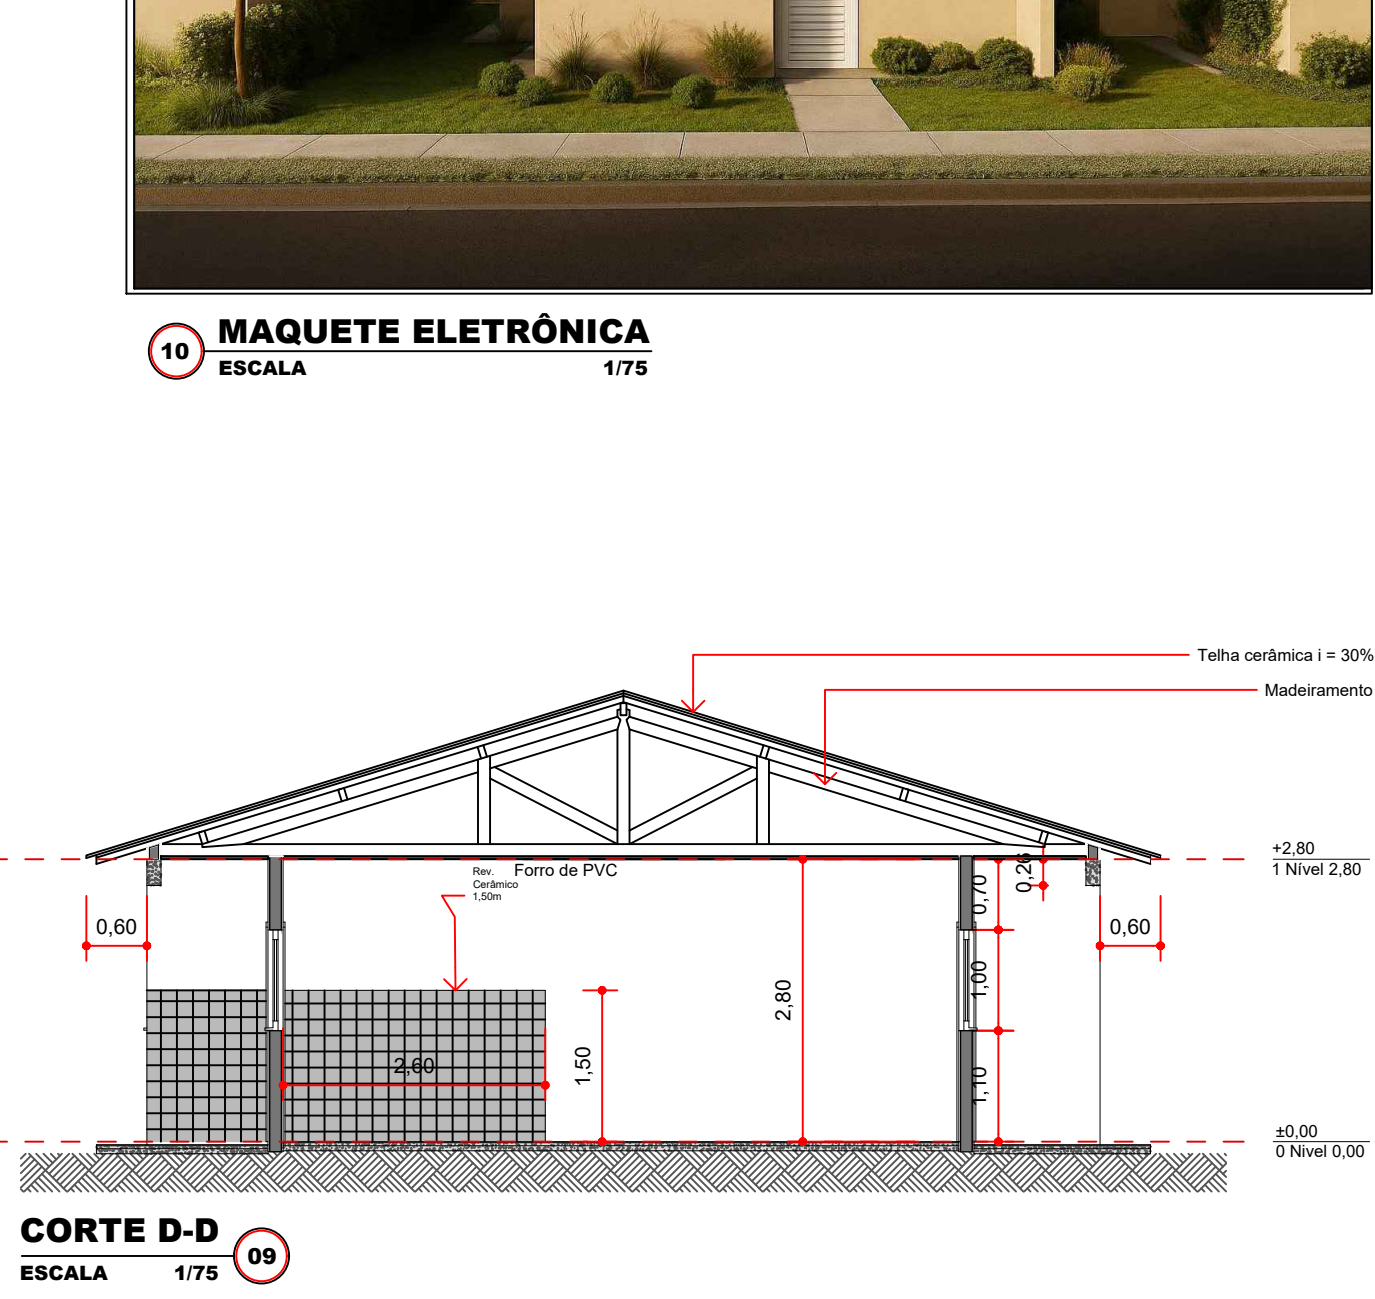 10
MAQUETE ELETRÔNICA
ESCALA 1/75
Telha cerâmica i = 30%
Madeiramento
+2,80
1 Nível 2,80
Rev.
Cerâmico
1,50m
Forro de PVC
0,60
0,70
0,26
0,60
2,80
1,00
2,60
1,50
1,10
±0,00
0 Nivel 0,00
CORTE D-D
09
ESCALA 1/75